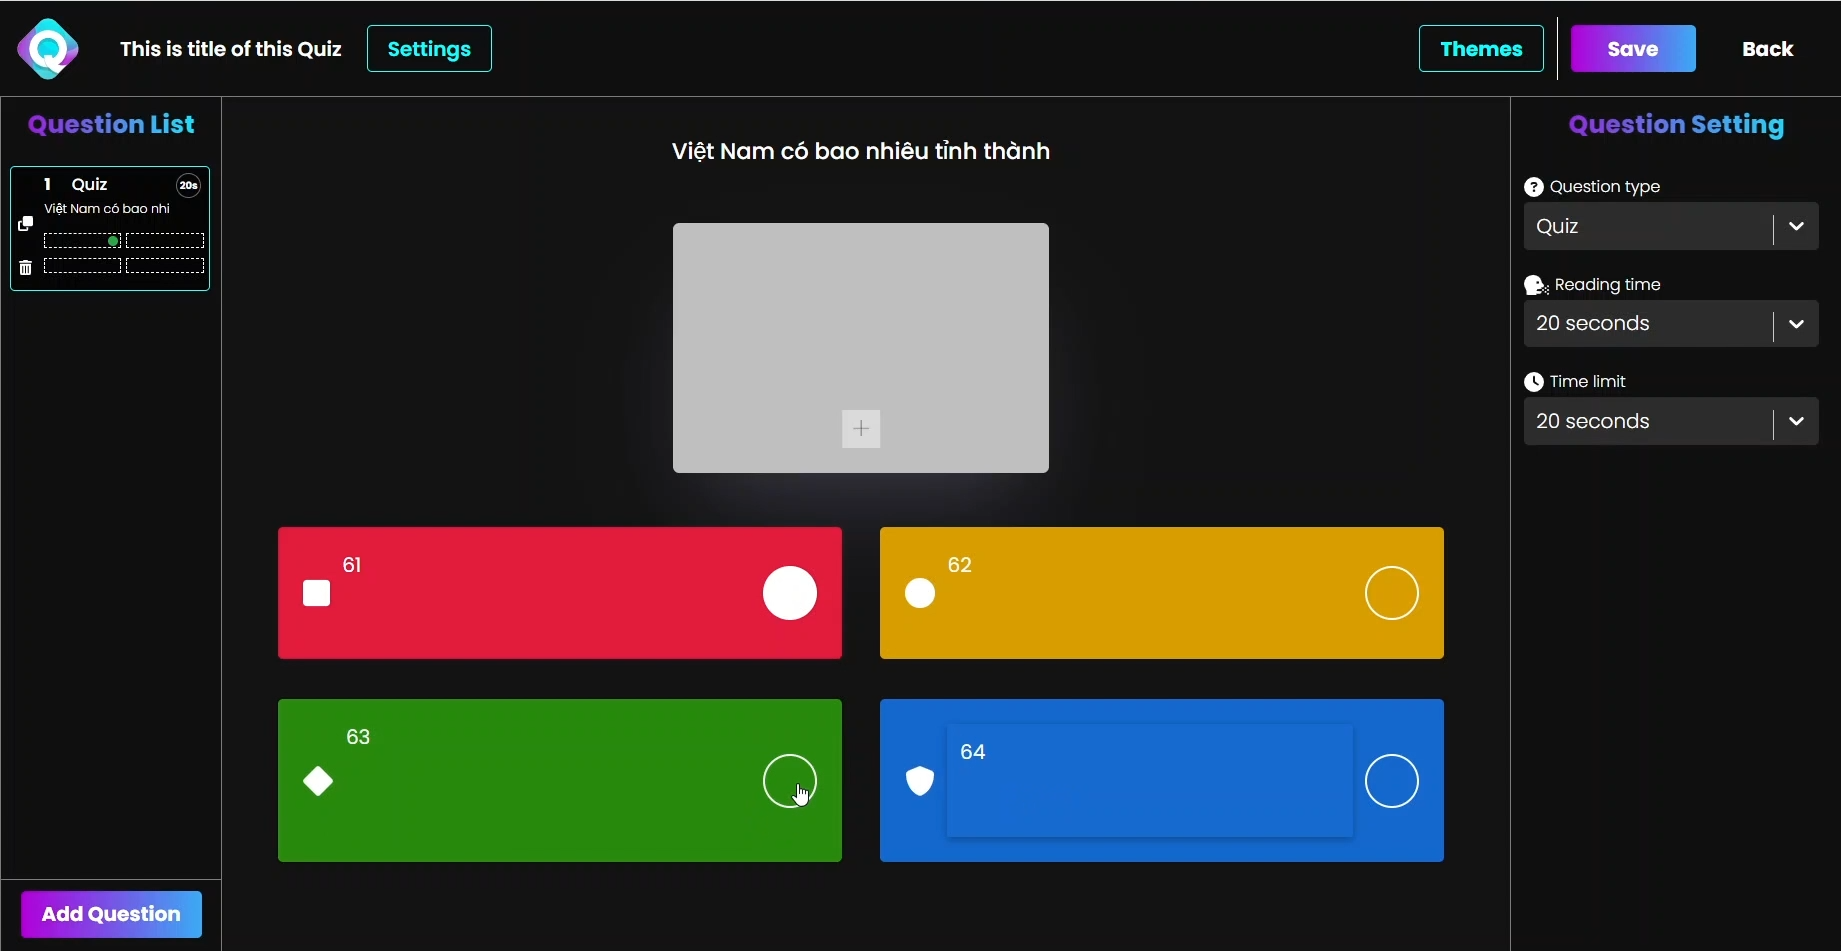 This is title of this Quiz
Settings
Themes
Save
Back
Question List
1 Quiz 20s
Việt Nam có bao nhi
Add Question
Việt Nam có bao nhiêu tỉnh thành
61
62
63
64
Question Setting
Question type
Quiz
Reading time
20 seconds
Time limit
20 seconds